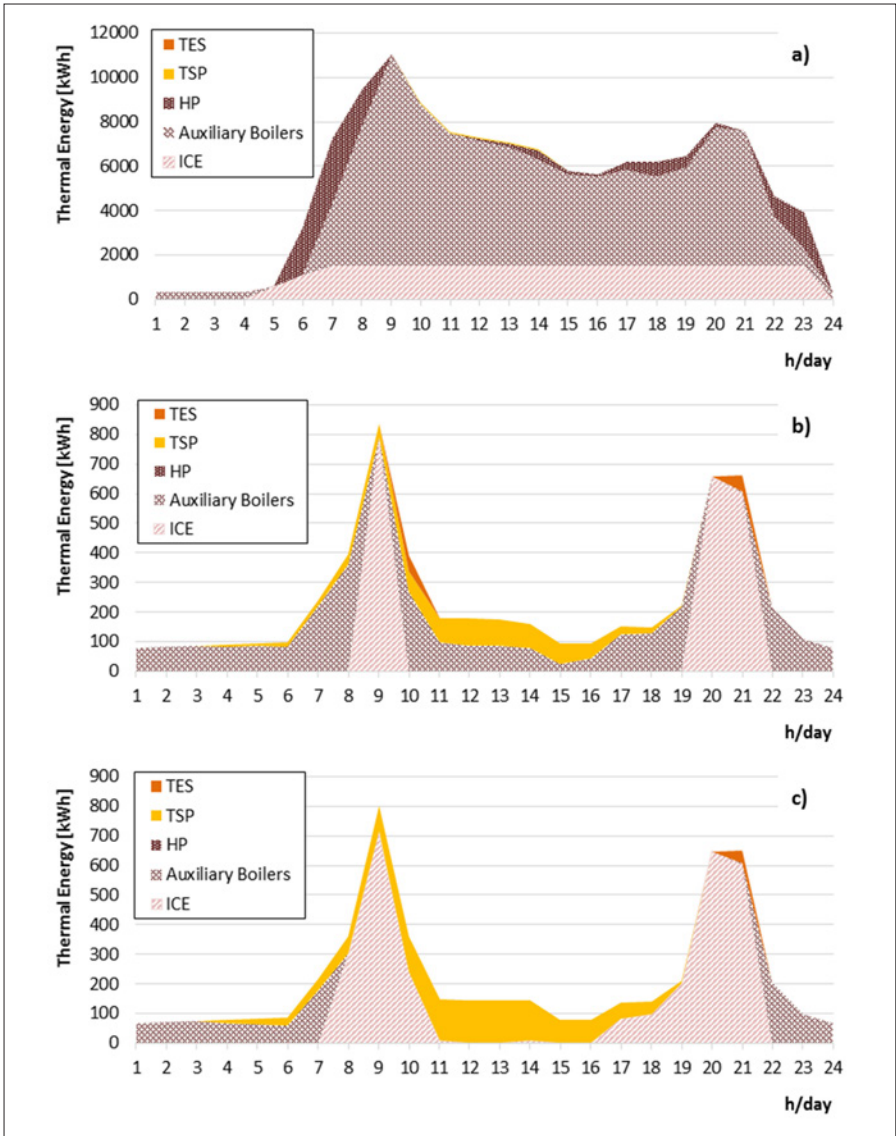 a)
Thermal Energy [kWh]
12000
10000
8000
6000
4000
2000
0
TES
TSP
HP
Auxiliary Boilers
ICE
1 2 3 4 5 6 7 8 9 10 11 12 13 14 15 16 17 18 19 20 21 22 23 24
h/day
b)
Thermal Energy [kWh]
900
800
700
600
500
400
300
200
100
0
TES
TSP
HP
Auxiliary Boilers
ICE
1 2 3 4 5 6 7 8 9 10 11 12 13 14 15 16 17 18 19 20 21 22 23 24
h/day
c)
Thermal Energy [kWh]
900
800
700
600
500
400
300
200
100
0
TES
TSP
HP
Auxiliary Boilers
ICE
1 2 3 4 5 6 7 8 9 10 11 12 13 14 15 16 17 18 19 20 21 22 23 24
h/day